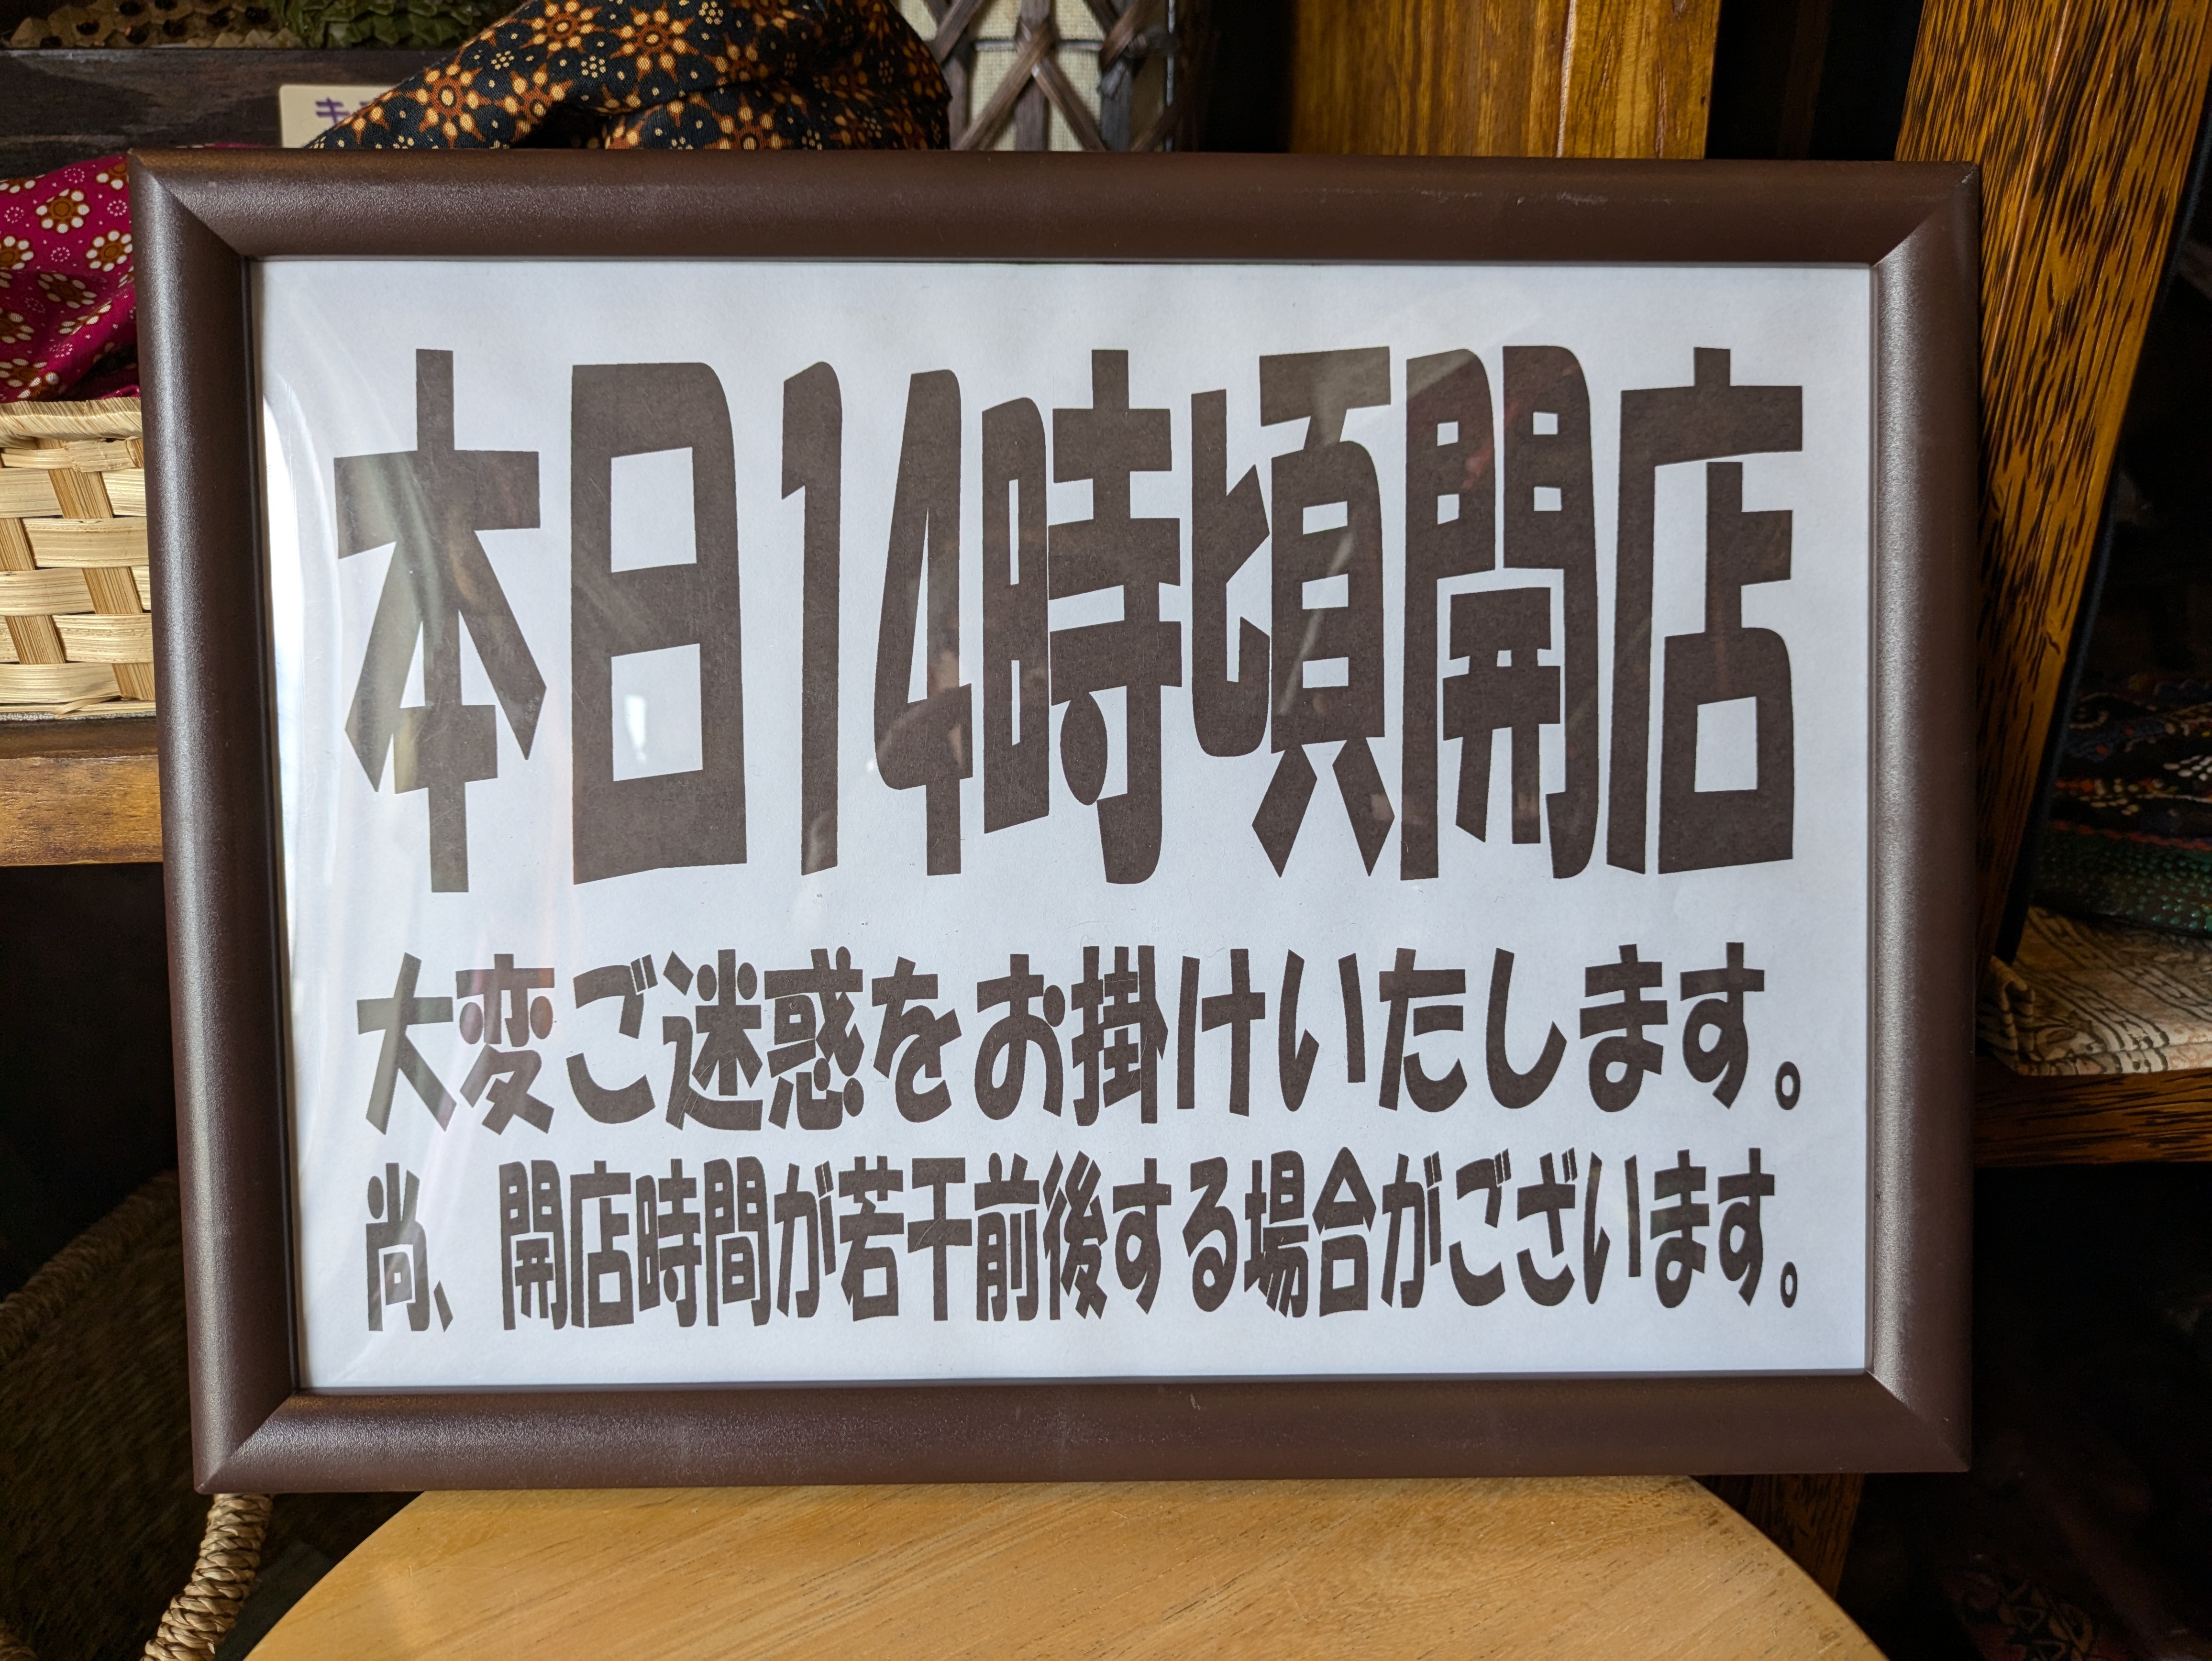 本日14時頃開店
大変ご迷惑をお掛けいたします。
尚、開店時間が若干前後する場合がございます。